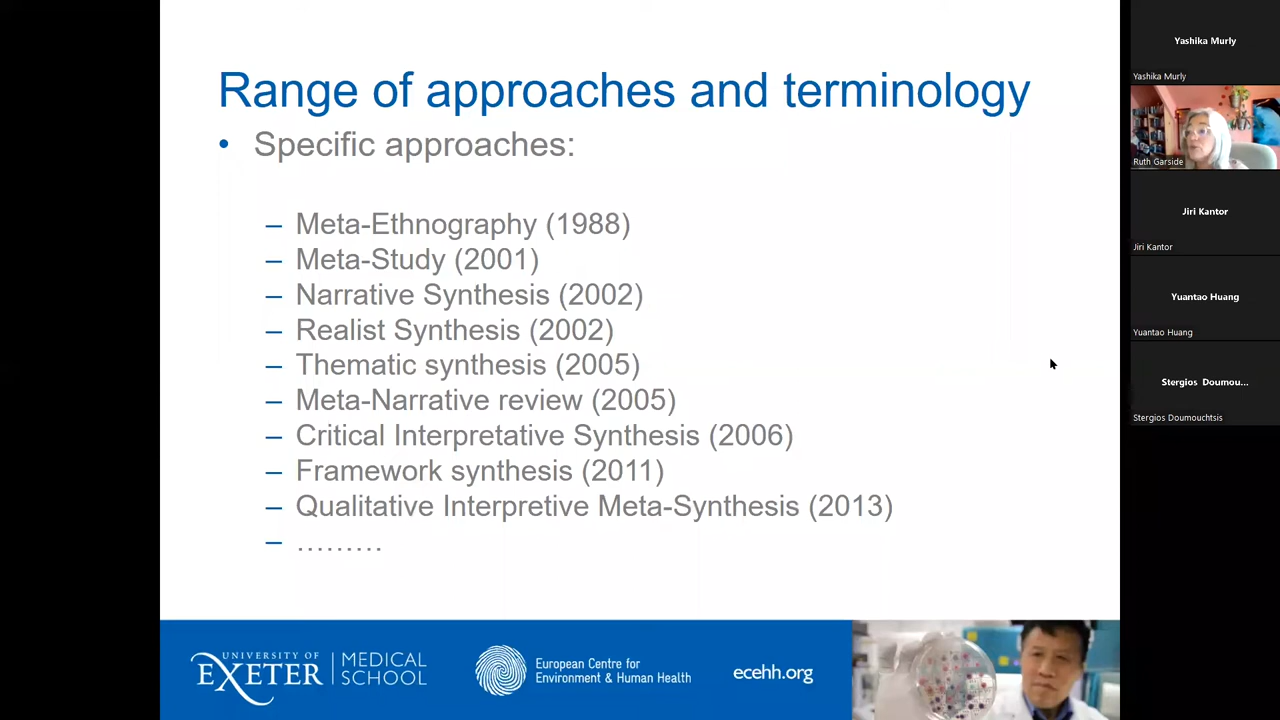 Range of approaches and terminology
• Specific approaches:
– Meta-Ethnography (1988)
– Meta-Study (2001)
– Narrative Synthesis (2002)
– Realist Synthesis (2002)
– Thematic synthesis (2005)
– Meta-Narrative review (2005)
– Critical Interpretative Synthesis (2006)
– Framework synthesis (2011)
– Qualitative Interpretive Meta-Synthesis (2013)
– ………
UNIVERSITY OF
EXETER
MEDICAL
SCHOOL
European Centre for
Environment & Human Health
ecehh.org
Yashika Murly
Yashika Murly
Ruth Garside
Jiri Kantor
Jiri Kantor
Yuantao Huang
Yuantao Huang
Stergios Doumou...
Stergios Doumouchtsis